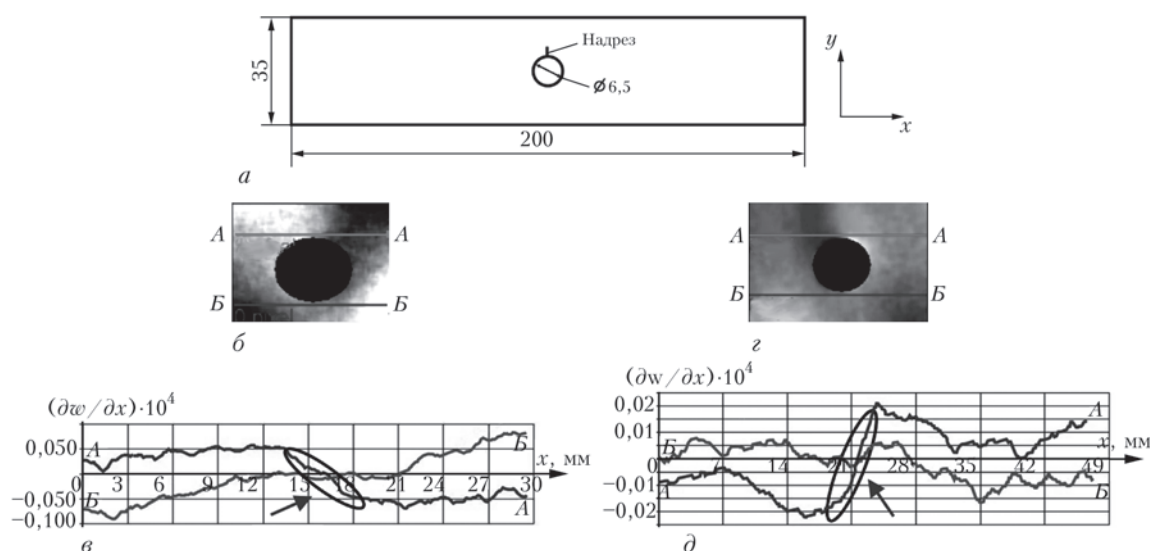 Надрез
35
Ø6,5
y
x
200
а
А А
Б Б
б
А А
Б Б
г
(∂w/∂x)·10⁴
0,050
А
Б
x, мм
0 3 6 9 12 15 18 21 24 27 30
−0,050
Б
А
−0,100
в
(∂w/∂x)·10⁴
0,02
А
0,01
Б
x, мм
0 7 14 21 28 35 42 49
−0,01
А
Б
−0,02
д